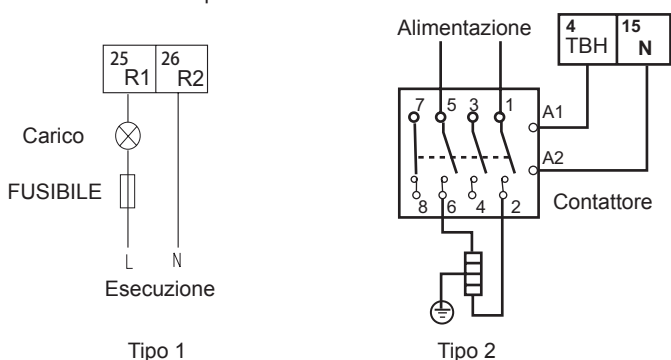 25 R1 26 R2
Carico
FUSIBILE
L N
Esecuzione
Tipo 1
Alimentazione
4 TBH 15 N
7 5 3 1
A1
A2
8 6 4 2
Contattore
Tipo 2